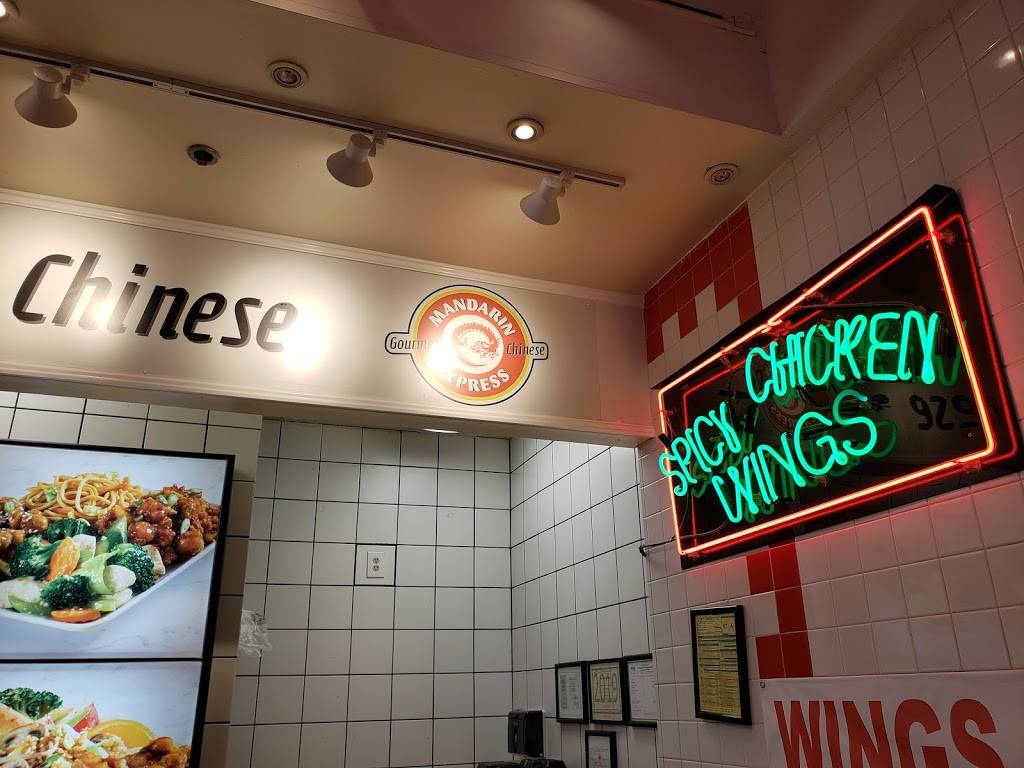 Chinese
MANDARIN
Gourmet Chinese
EXPRESS
SPICY CHICKEN
WINGS
WINGS